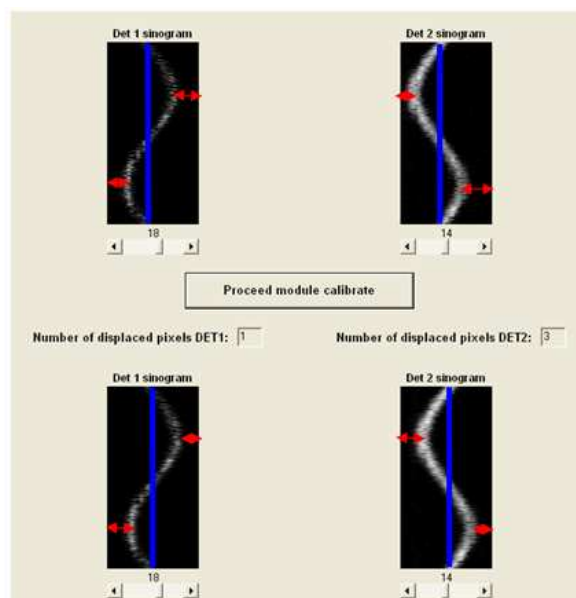 Det 1 sinogram Det 2 sinogram
18 14
Proceed module calibrate
Number of displaced pixels DET1: 1 Number of displaced pixels DET2: 3
Det 1 sinogram Det 2 sinogram
18 14